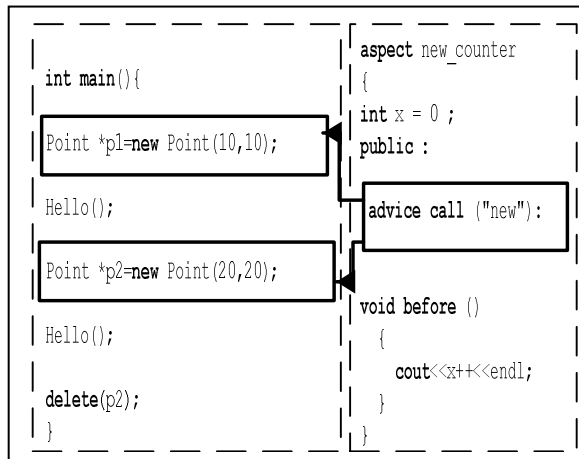 int main(){
Point *p1=new Point(10,10);
Hello();
Point *p2=new Point(20,20);
Hello();
delete(p2);
}
aspect new_counter
{
int x = 0 ;
public :
advice call ("new"):
void before ()
{
cout<<x++<<endl;
}
}